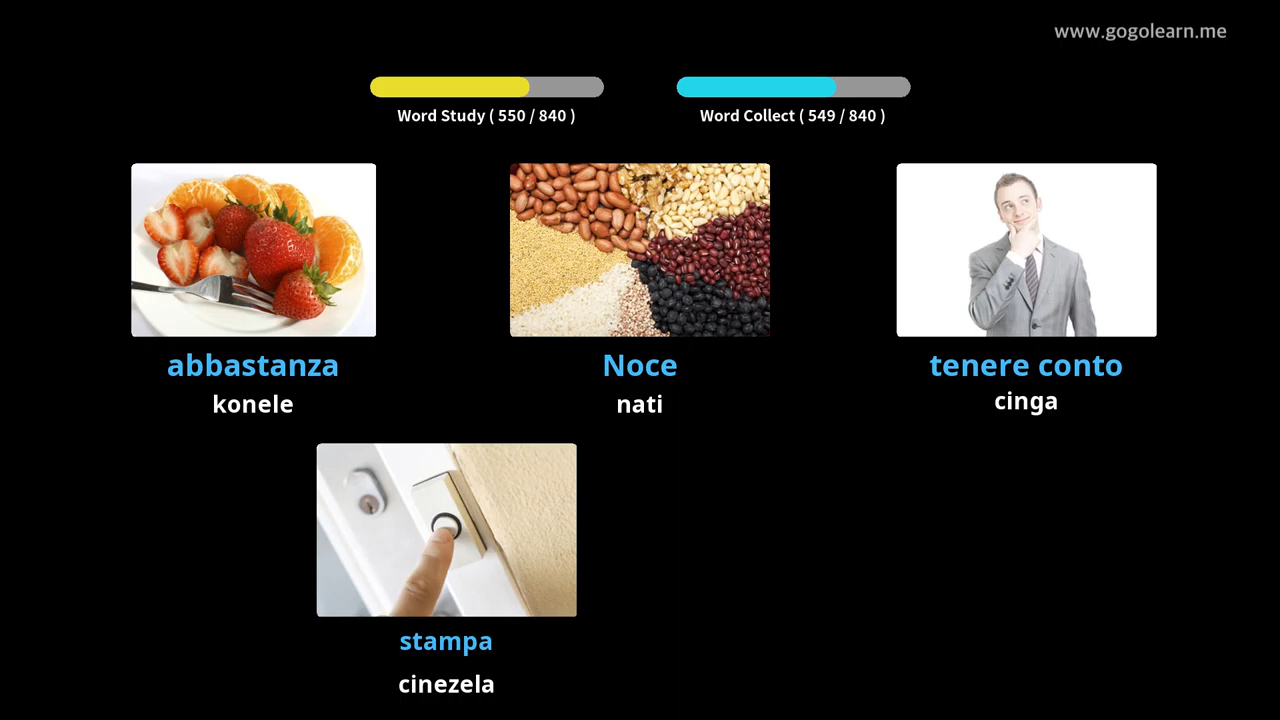 www.gogolearn.me
Word Study ( 550 / 840 )
Word Collect ( 549 / 840 )
abbastanza
konele
Noce
nati
tenere conto
cinga
stampa
cinezela